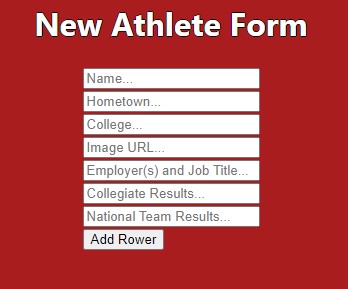 New Athlete Form
Name...
Hometown...
College...
Image URL...
Employer(s) and Job Title...
Collegiate Results...
National Team Results...
Add Rower